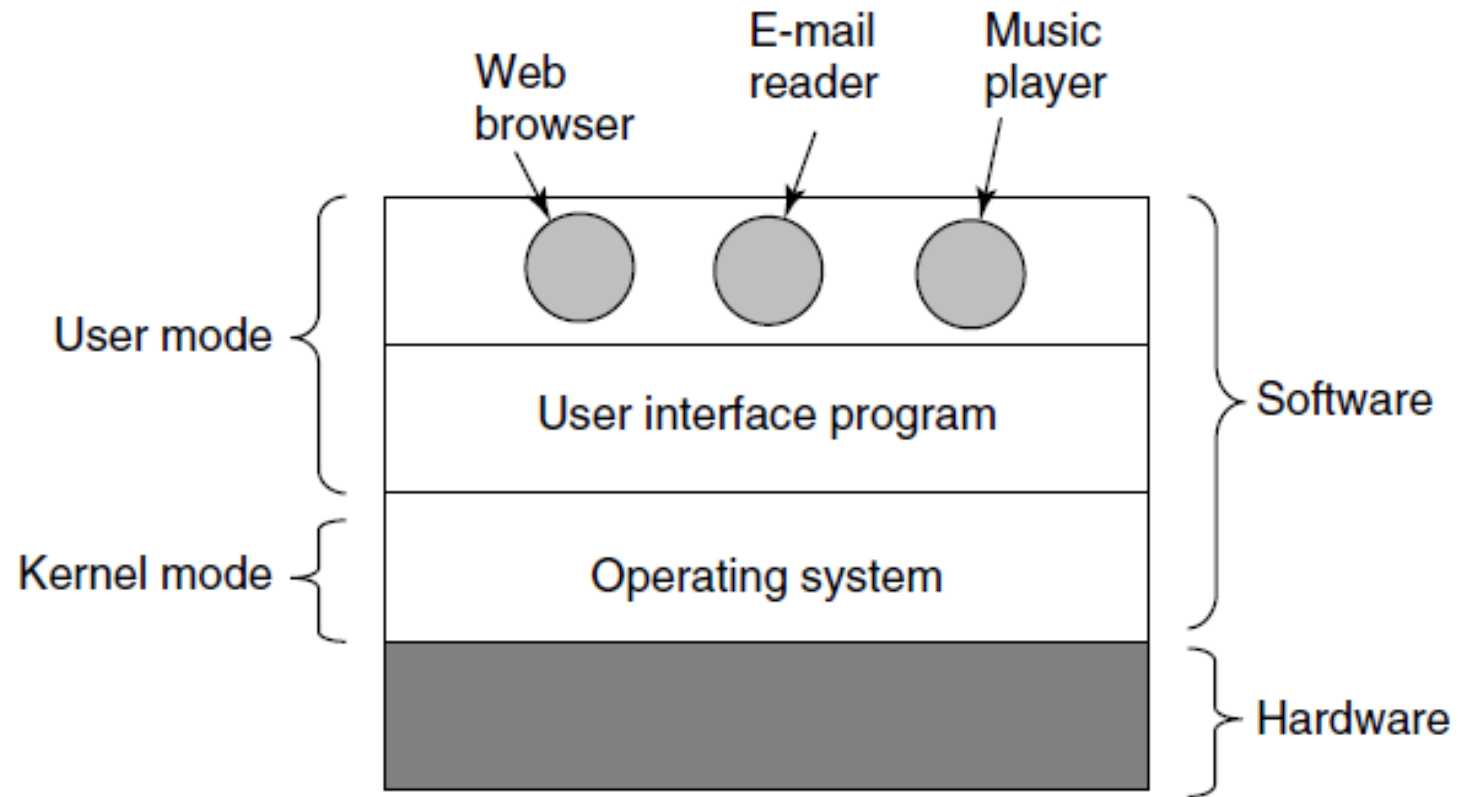 Web
browser
E-mail
reader
Music
player
User mode
User interface program
Software
Kernel mode
Operating system
Hardware